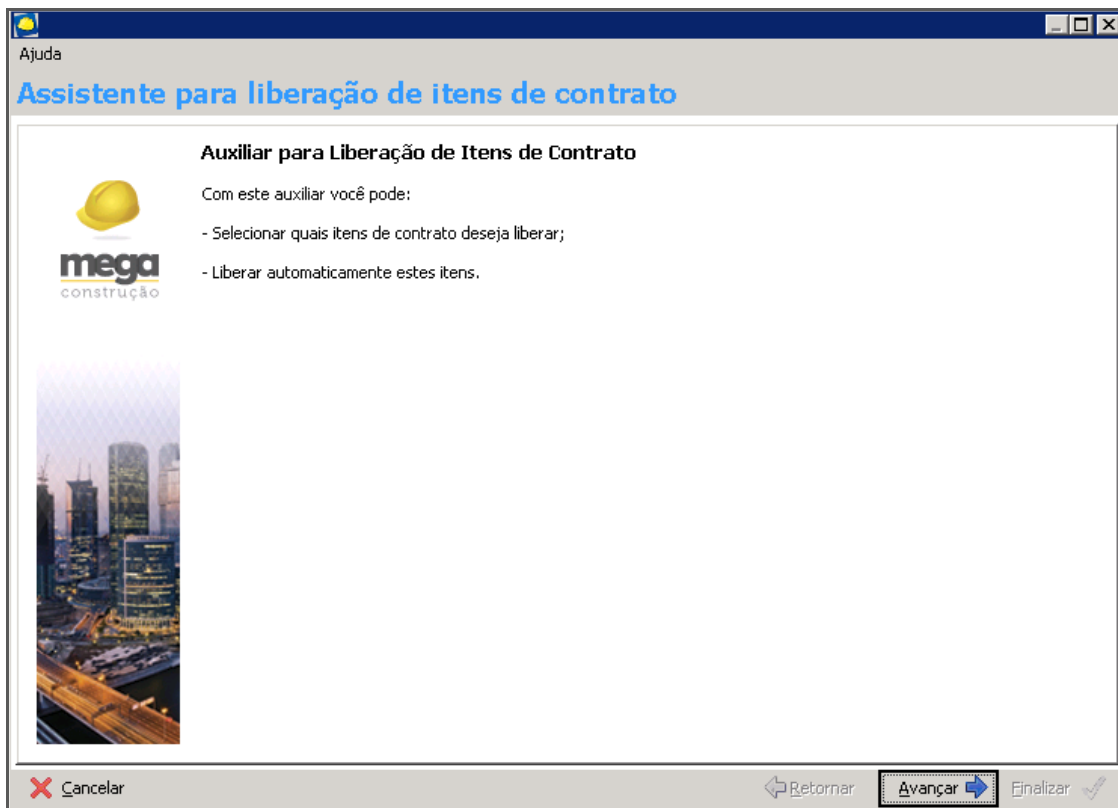 Ajuda
Assistente para liberação de itens de contrato
Auxiliar para Liberação de Itens de Contrato
Com este auxiliar você pode:
- Selecionar quais itens de contrato deseja liberar;
- Liberar automaticamente estes itens.
mega
construção
Cancelar
Retornar
Avançar
Finalizar